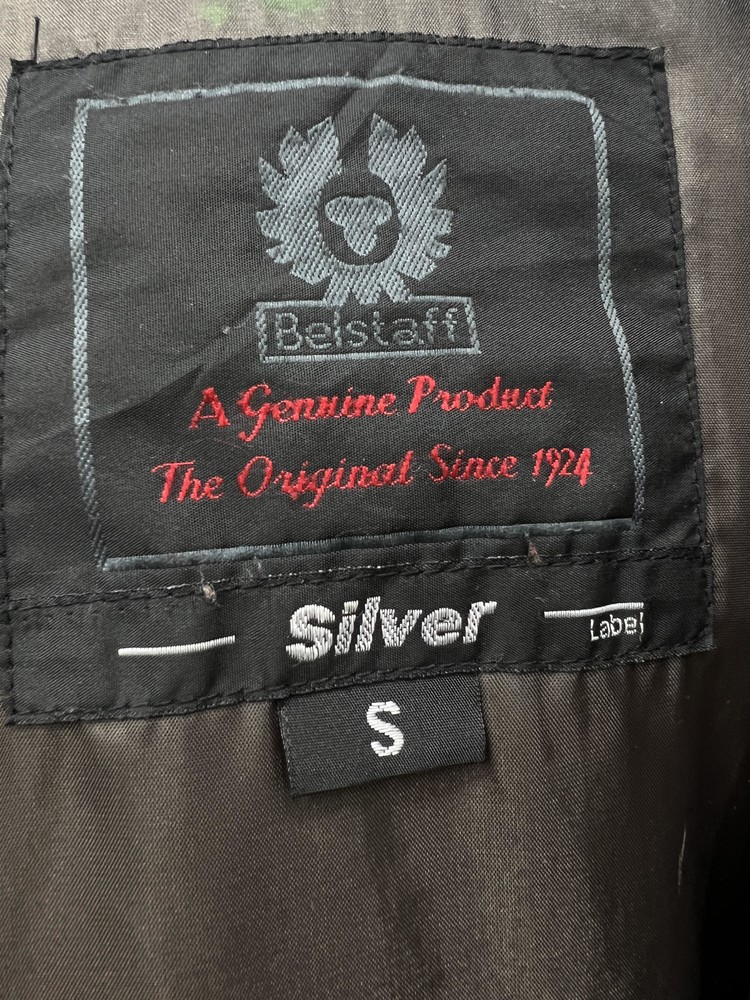 Belstaff
A Genuine Product
The Original Since 1924
Silver
Label
S